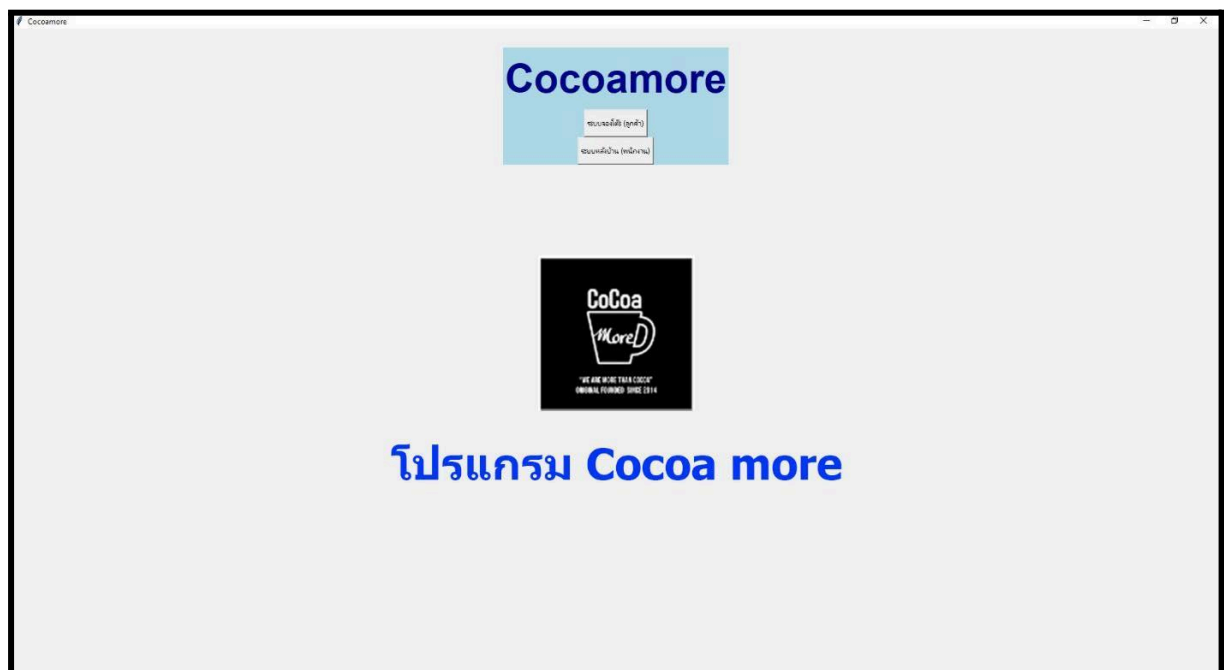 Cocoamore
Cocoamore
ระบบจองโต๊ะ (ลูกค้า)
ระบบหลังบ้าน (พนักงาน)
CoCoa
More
"WE ARE MORE THAN COCOA"
ORIGINAL FOUNDED SINCE 2014
โปรแกรม Cocoa more